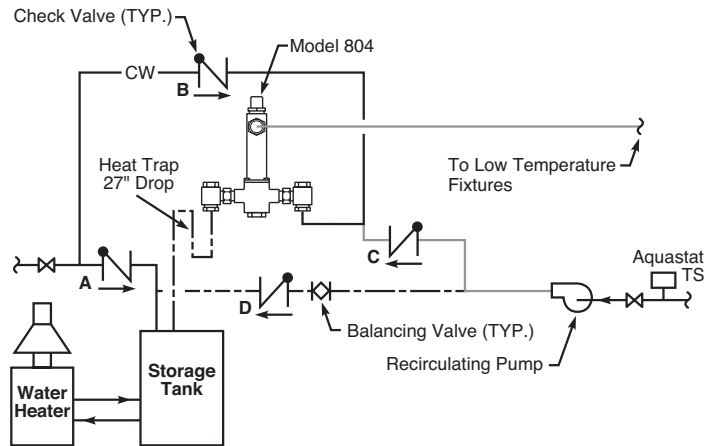 Check Valve (TYP.)
Model 804
CW
B
Heat Trap
27" Drop
To Low Temperature
Fixtures
A
C
Aquastat
TS
D
Balancing Valve (TYP.)
Recirculating Pump
Storage
Tank
Water
Heater